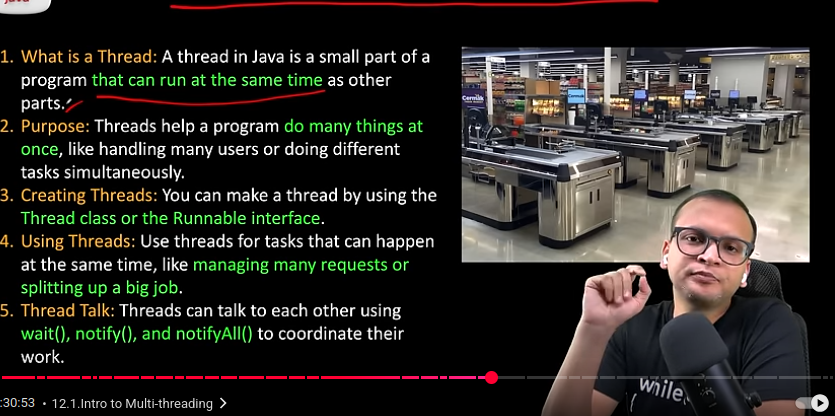 Java
1. What is a Thread: A thread in Java is a small part of a
program that can run at the same time as other
parts.
2. Purpose: Threads help a program do many things at
once, like handling many users or doing different
tasks simultaneously.
3. Creating Threads: You can make a thread by using the
Thread class or the Runnable interface.
4. Using Threads: Use threads for tasks that can happen
at the same time, like managing many requests or
splitting up a big job.
5. Thread Talk: Threads can talk to each other using
wait(), notify(), and notifyAll() to coordinate their
work.
Cermak
while
:30:53 • 12.1.Intro to Multi-threading >